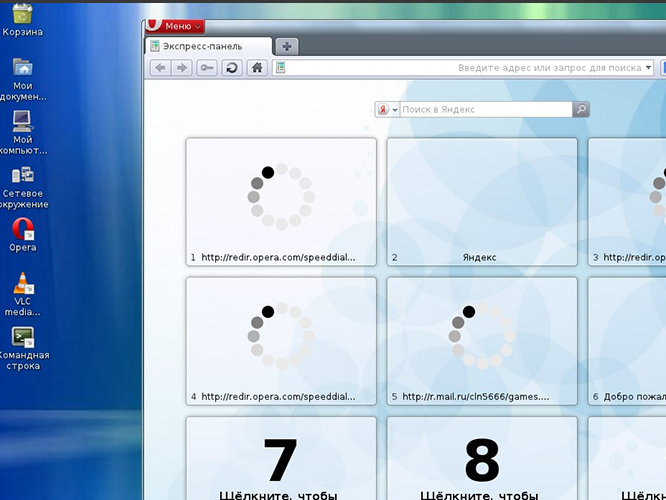 Корзина
Мои
докумен...
Мой
компьют...
Сетевое
окружение
Opera
VLC
media...
Командная
строка
Меню
Экспресс-панель
Введите адрес или запрос для поиска
Я Поиск в Яндекс
1 http://redir.opera.com/speeddial...
2 Яндекс
3 http://redir.op
4 http://redir.opera.com/speeddial...
5 http://r.mail.ru/cln5666/games....
6 Добро пожал
7
Щёлкните, чтобы
8
Щёлкните, чтобы